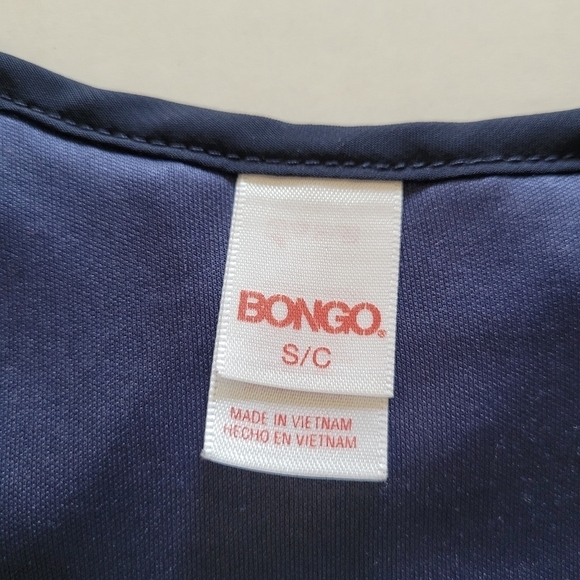 BONGO®
S/C
MADE IN VIETNAM
HECHO EN VIETNAM